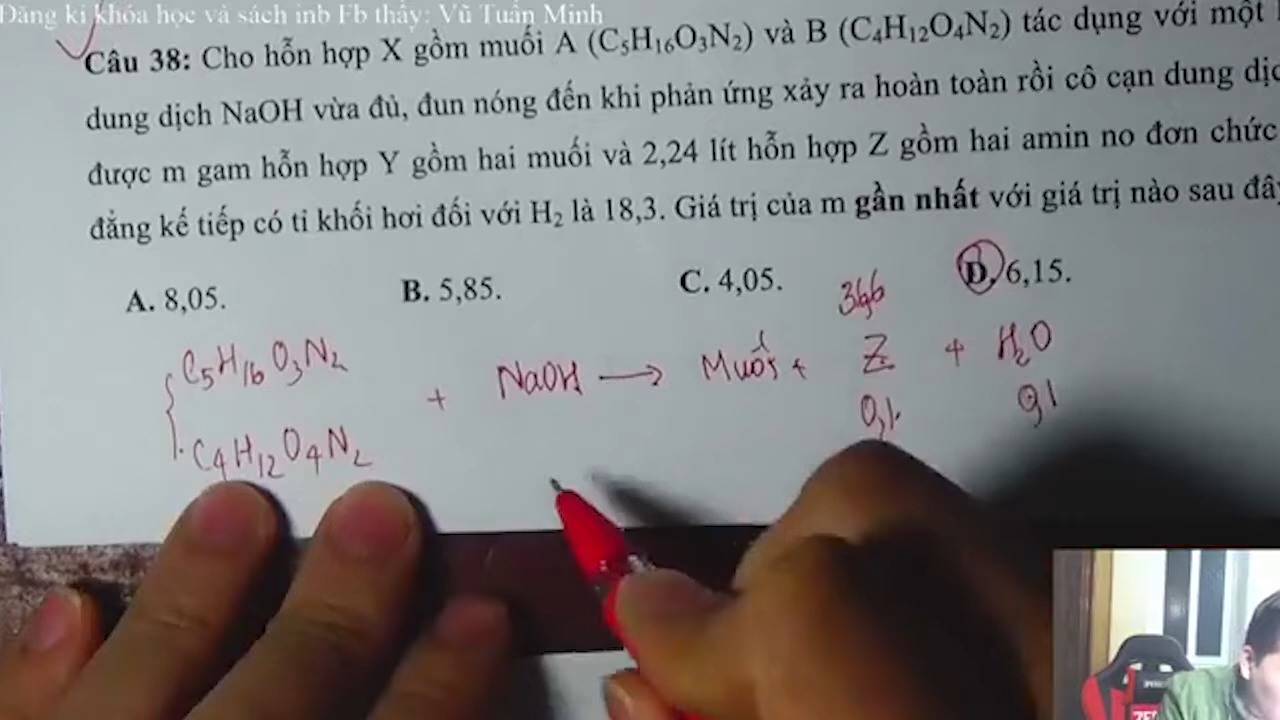 Đăng kí khóa học và sách inb Fb thầy: Vũ Tuấn Minh
Câu 38: Cho hỗn hợp X gồm muối A (C₅H₁₆O₃N₂) và B (C₄H₁₂O₄N₂) tác dụng với một
dung dịch NaOH vừa đủ, đun nóng đến khi phản ứng xảy ra hoàn toàn rồi cô cạn dung dịc
được m gam hỗn hợp Y gồm hai muối và 2,24 lít hỗn hợp Z gồm hai amin no đơn chức
đẳng kế tiếp có tỉ khối hơi đối với H₂ là 18,3. Giá trị của m gần nhất với giá trị nào sau đây
A. 8,05. B. 5,85. C. 4,05. D. 6,15.
36,6
C₅H₁₆O₃N₂ + NaOH → Muối + Z + H₂O
C₄H₁₂O₄N₂ 0,1 0,1